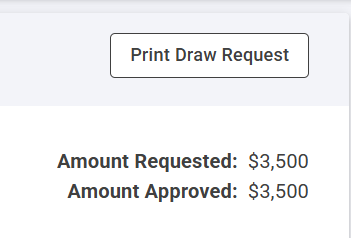 Print Draw Request
Amount Requested: $3,500
Amount Approved: $3,500